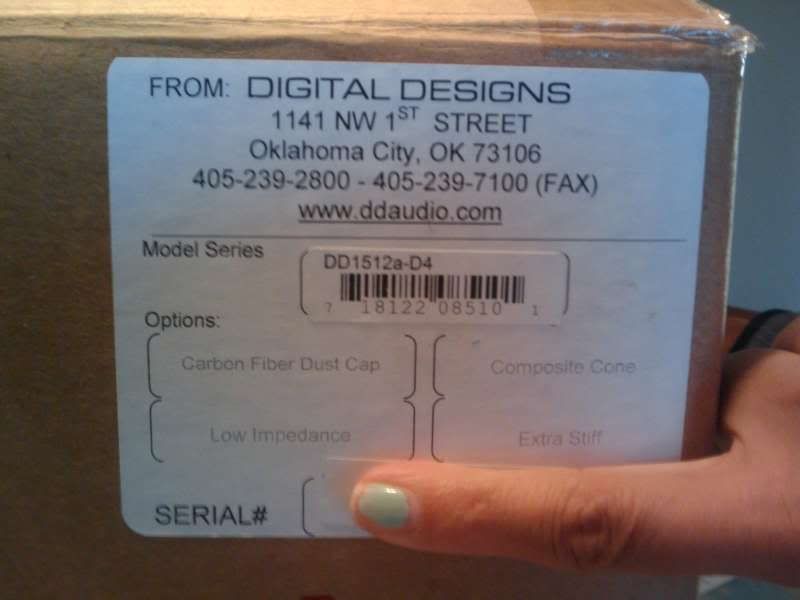 FROM: DIGITAL DESIGNS
1141 NW 1ST STREET
Oklahoma City, OK 73106
405-239-2800 - 405-239-7100 (FAX)
www.ddaudio.com
Model Series
DD1512a-D4
7 18122 08510 1
Options:
Carbon Fiber Dust Cap
Composite Cone
Low Impedance
Extra Stiff
SERIAL#